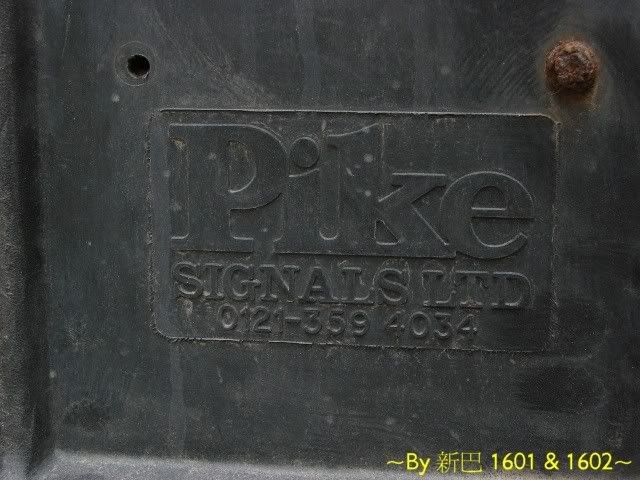 Pike
SIGNALS LTD
0121-359 4034
~By 新巴 1601 & 1602~